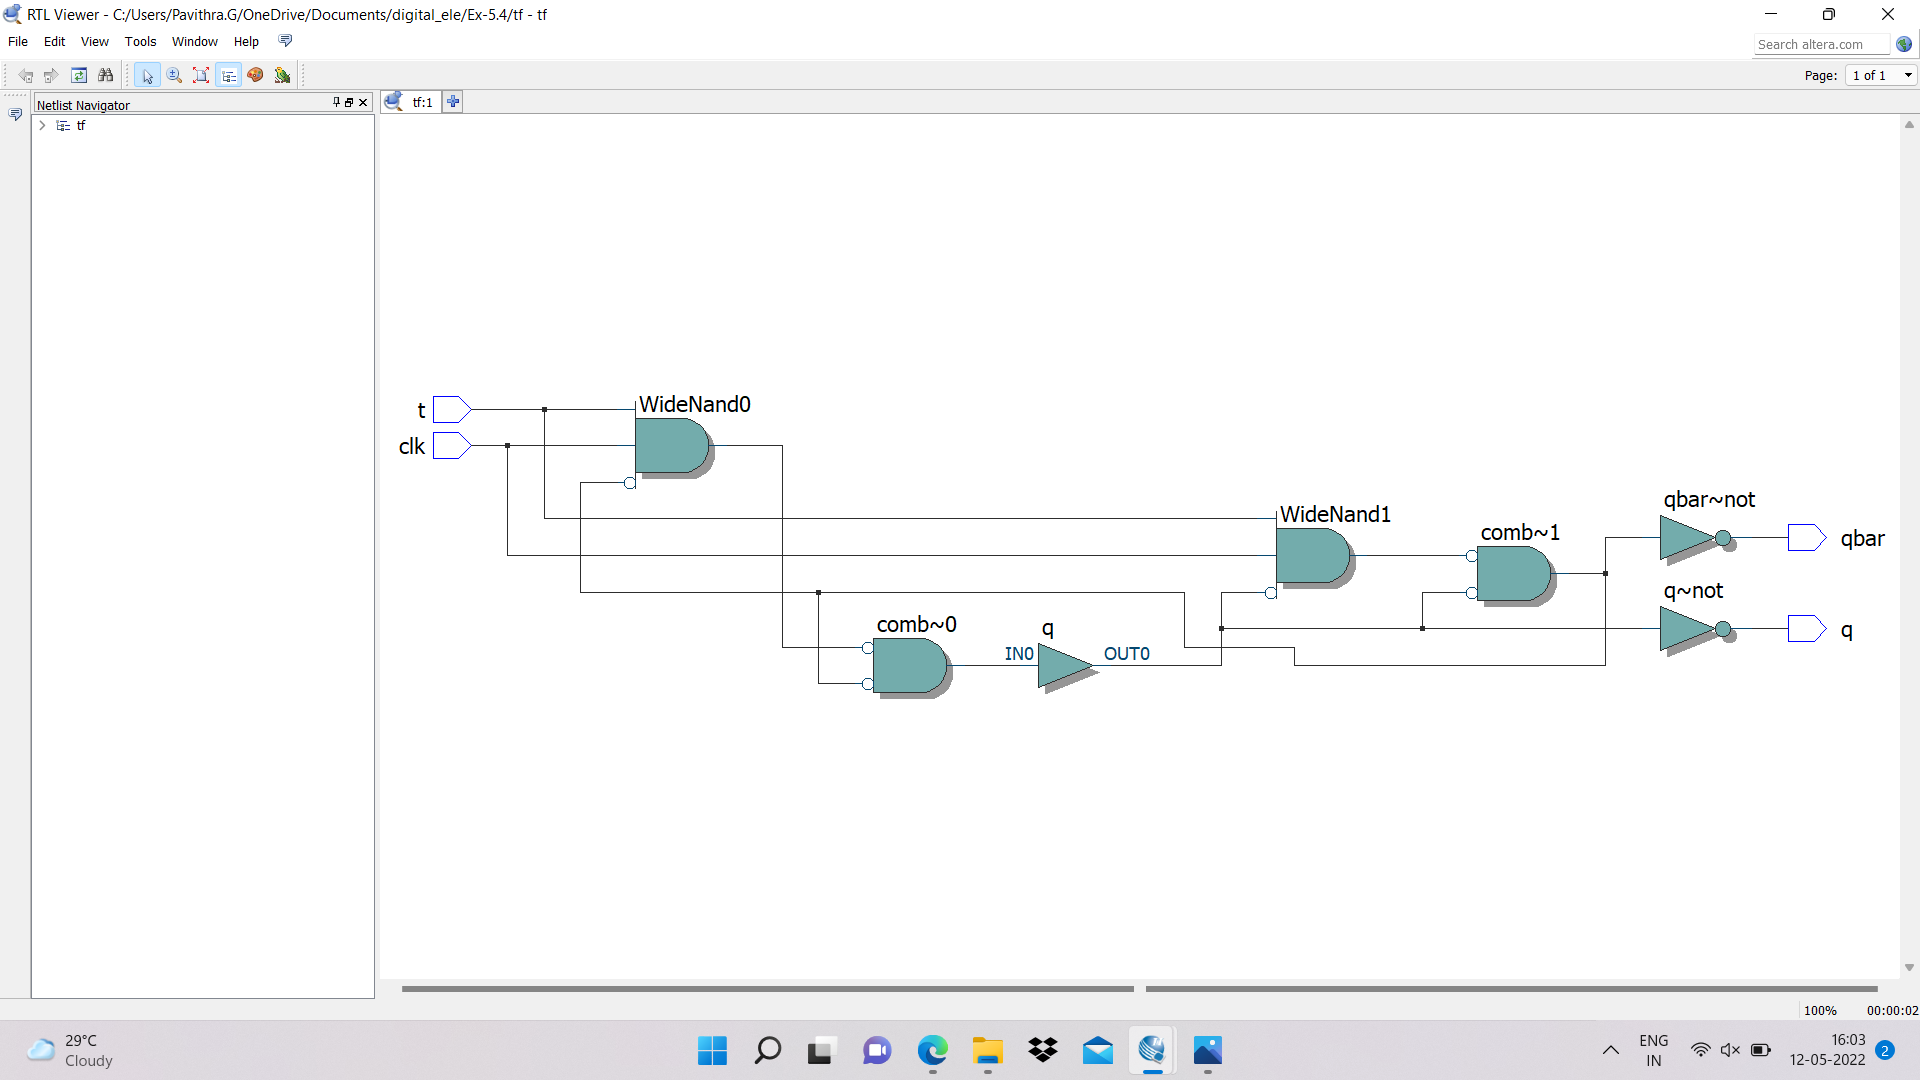 RTL Viewer - C:/Users/Pavithra.G/OneDrive/Documents/digital_ele/Ex-5.4/tf - tf
File Edit View Tools Window Help
Search altera.com
Page: 1 of 1
Netlist Navigator
tf:1
tf
WideNand0
t
clk
qbar~not
WideNand1
comb~1
qbar
q~not
comb~0
q
q
IN0
OUT0
100% 00:00:02
29°C
Cloudy
ENG
IN
16:03
12-05-2022
2